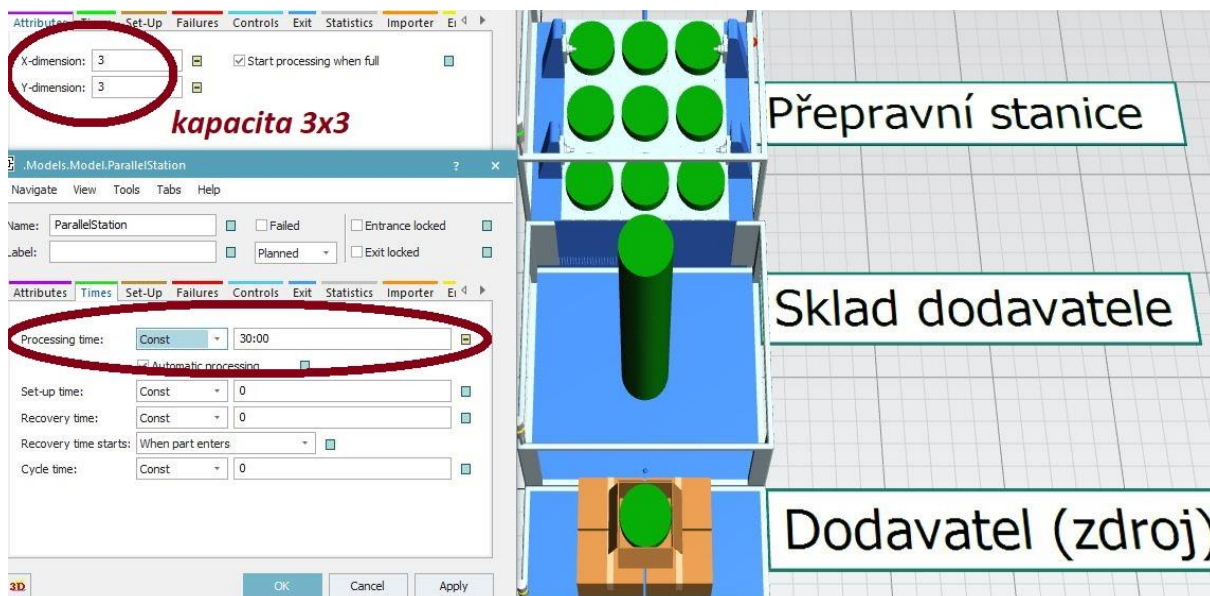 Attributes Times Set-Up Failures Controls Exit Statistics Importer
X-dimension: 3 Start processing when full
Y-dimension: 3
kapacita 3x3
.Models.Model.ParallelStation ? ×
Navigate View Tools Tabs Help
Name: ParallelStation Failed Entrance locked
Label: Planned Exit locked
Attributes Times Set-Up Failures Controls Exit Statistics Importer
Processing time: Const 30:00
Automatic processing
Set-up time: Const 0
Recovery time: Const 0
Recovery time starts: When part enters
Cycle time: Const 0
3D OK Cancel Apply
Přepravní stanice
Sklad dodavatele
Dodavatel (zdroj)